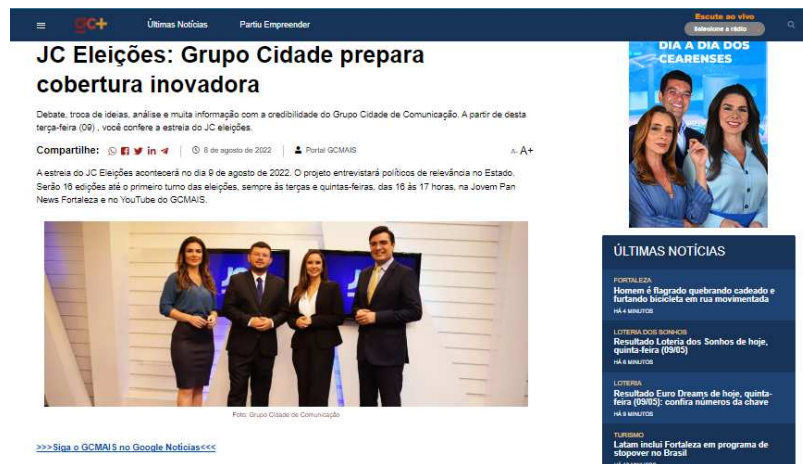 gc+
Últimas Notícias
Partiu Empreender
Escute ao vivo
Selecione a rádio
JC Eleições: Grupo Cidade prepara
cobertura inovadora
Debate, troca de ideias, análise e muita informação com a credibilidade do Grupo Cidade de Comunicação. A partir de desta
terça-feira (09) , você confere a estreia do JC eleições.
Compartilhe:
8 de agosto de 2022
Portal GCMAIS
A- A+
A estreia do JC Eleições acontecerá no dia 9 de agosto de 2022. O projeto entrevistará políticos de relevância no Estado.
Serão 16 edições até o primeiro turno das eleições, sempre às terças e quintas-feiras, das 16 às 17 horas, na Jovem Pan
News Fortaleza e no YouTube do GCMAIS.
JC
Foto: Grupo Cidade de Comunicação
>>>Siga o GCMAIS no Google Notícias<<<
DIA A DIA DOS
CEARENSES
ÚLTIMAS NOTÍCIAS
FORTALEZA
Homem é flagrado quebrando cadeado e
furtando bicicleta em rua movimentada
HÁ 4 MINUTOS
LOTERIA DOS SONHOS
Resultado Loteria dos Sonhos de hoje,
quinta-feira (09/05)
HÁ 6 MINUTOS
LOTERIA
Resultado Euro Dreams de hoje, quinta-
feira (09/05): confira números da chave
HÁ 9 MINUTOS
TURISMO
Latam inclui Fortaleza em programa de
stopover no Brasil